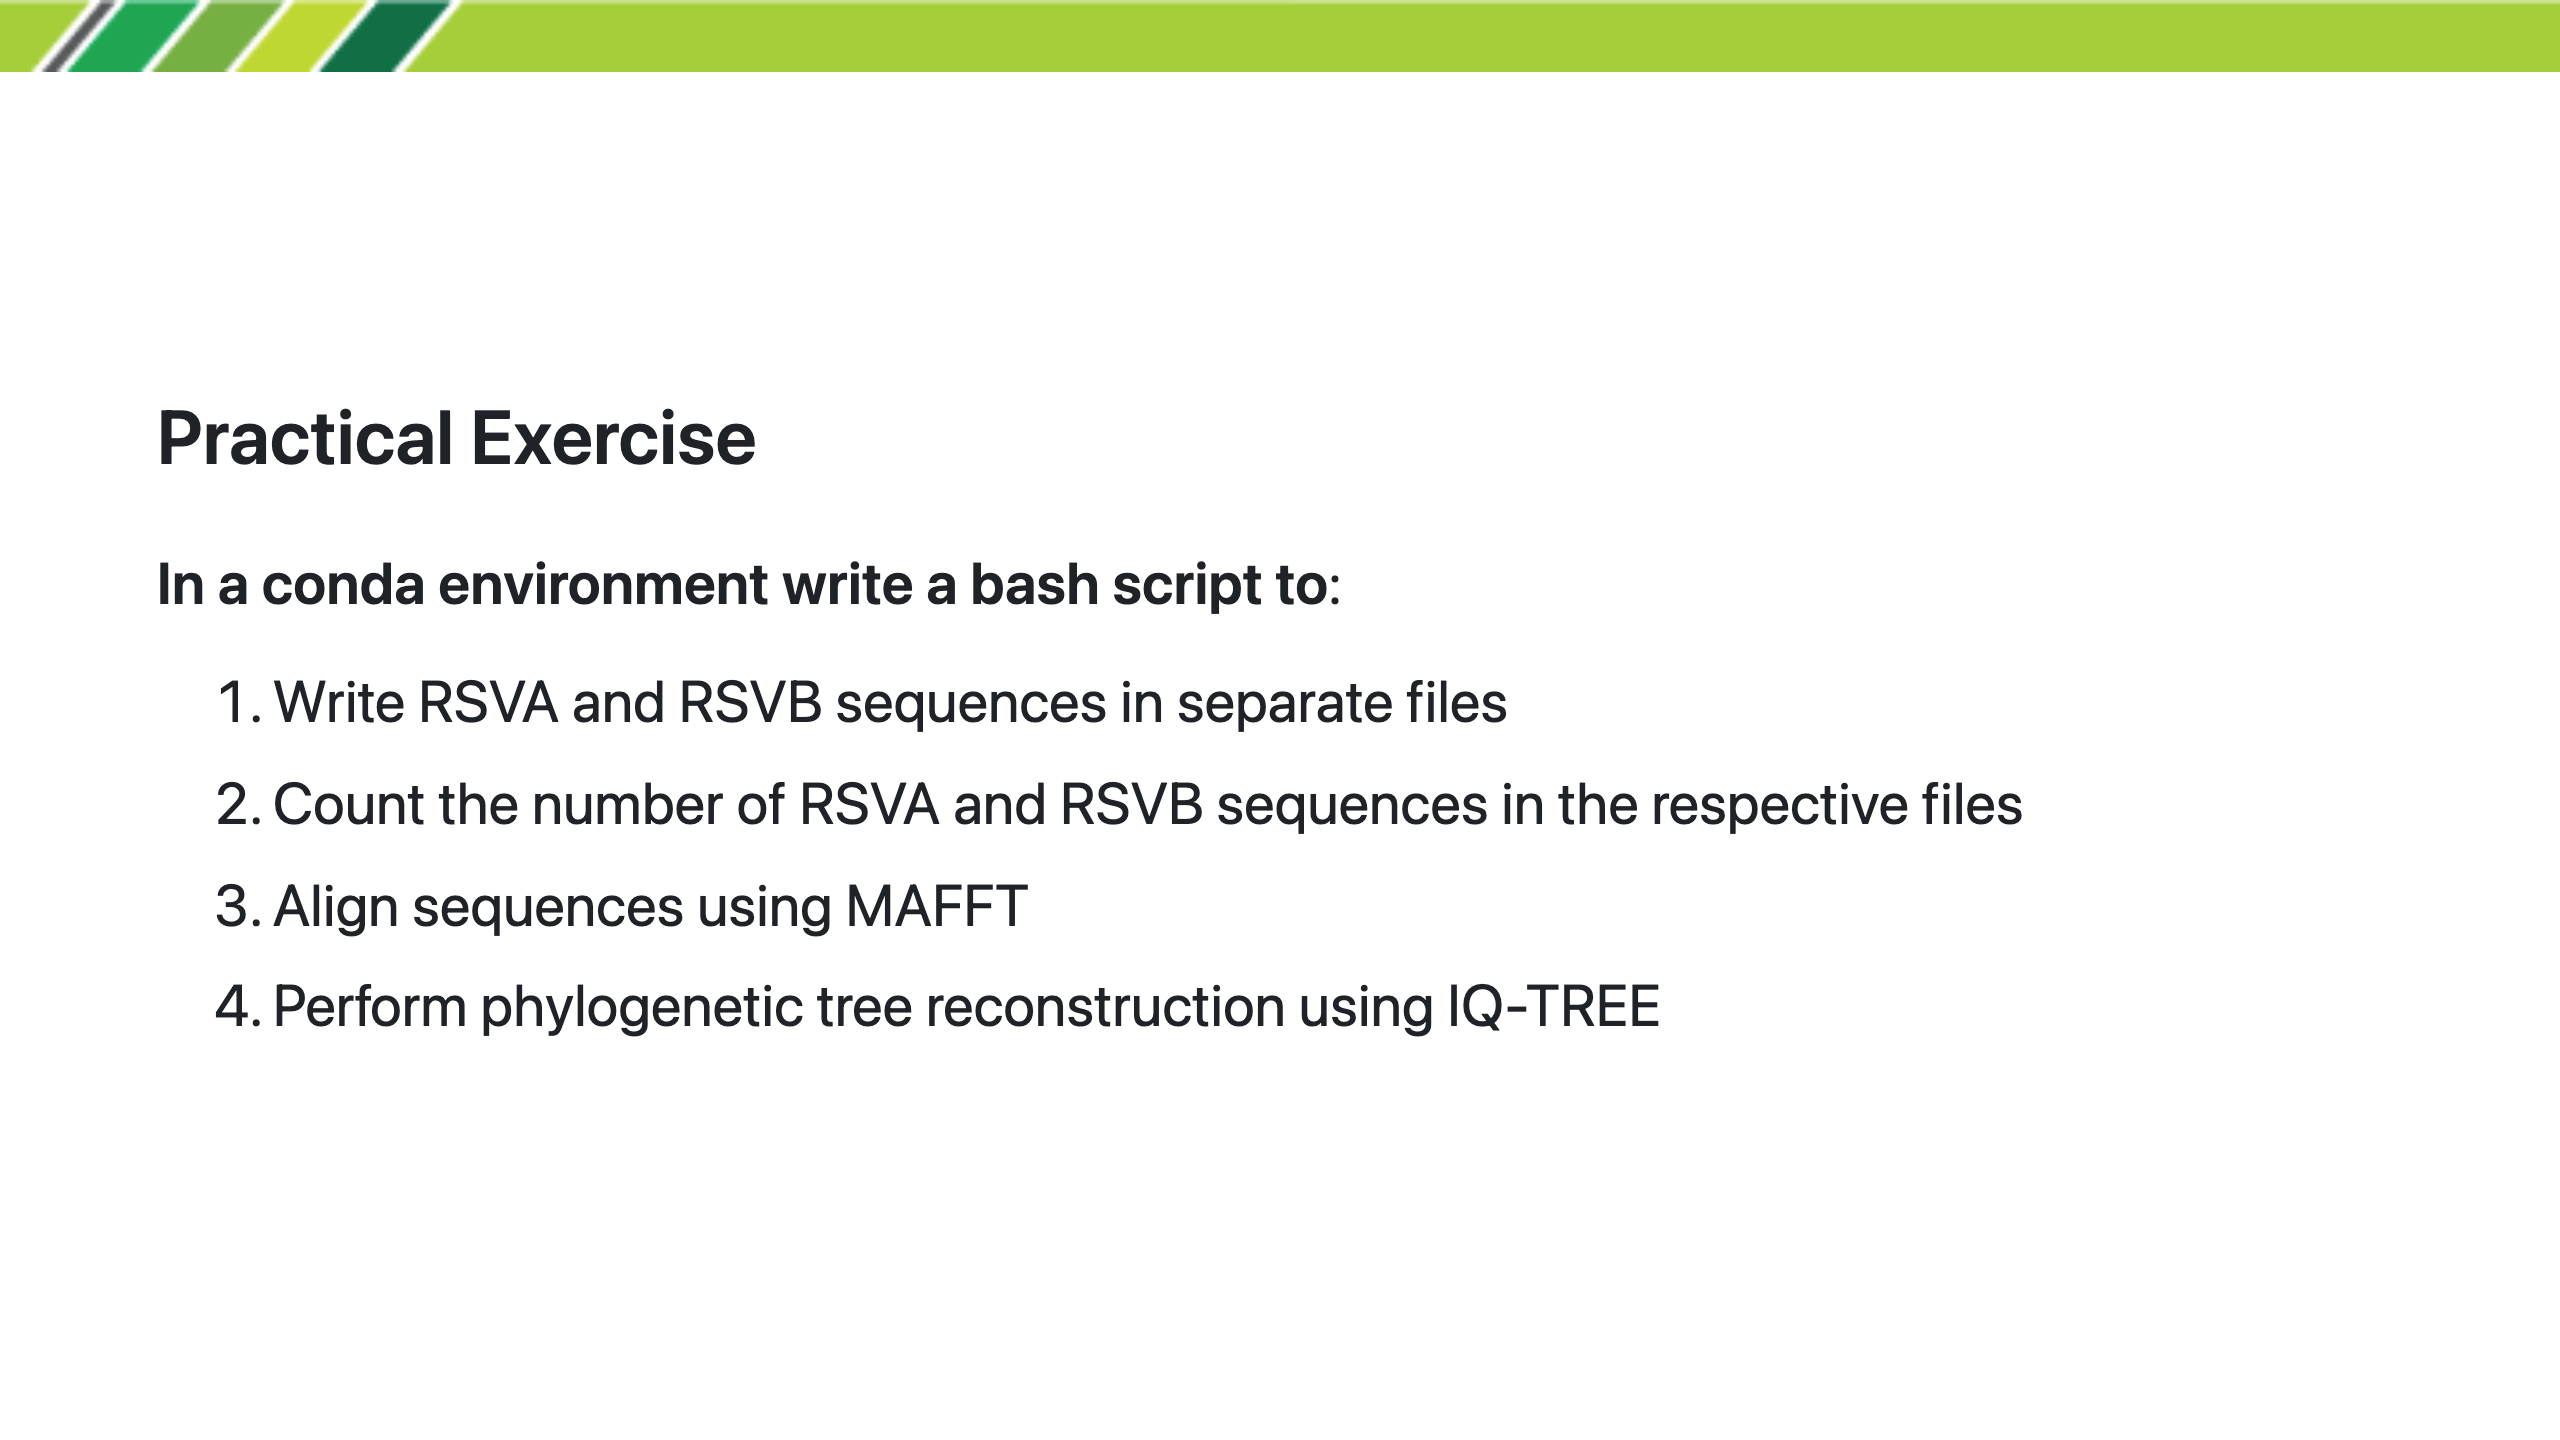 Practical Exercise
In a conda environment write a bash script to:
1. Write RSVA and RSVB sequences in separate files
2. Count the number of RSVA and RSVB sequences in the respective files
3. Align sequences using MAFFT
4. Perform phylogenetic tree reconstruction using IQ-TREE